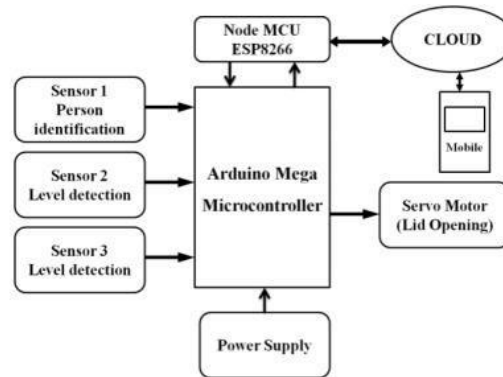 Node MCU
ESP8266
CLOUD
Sensor 1
Person
identification
Mobile
Sensor 2
Level detection
Arduino Mega
Microcontroller
Servo Motor
(Lid Opening)
Sensor 3
Level detection
Power Supply